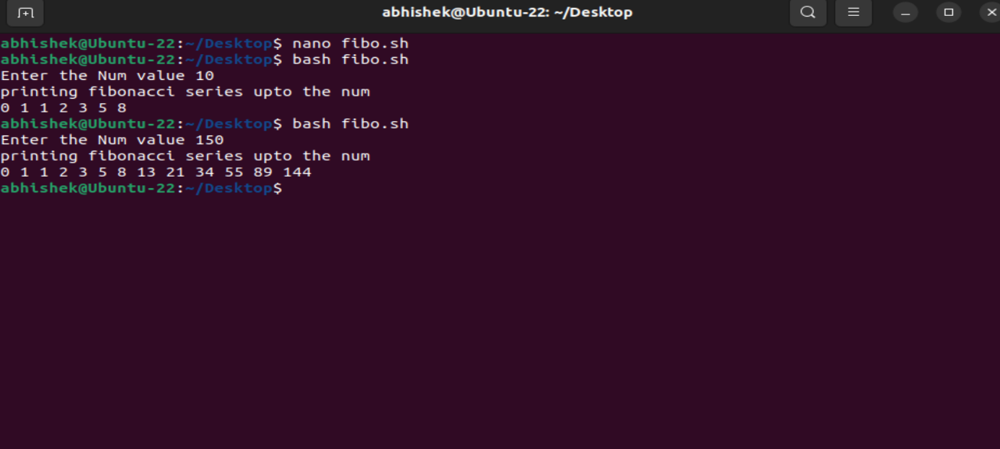 abhishek@Ubuntu-22: ~/Desktop
abhishek@Ubuntu-22:~/Desktop$ nano fibo.sh
abhishek@Ubuntu-22:~/Desktop$ bash fibo.sh
Enter the Num value 10
printing fibonacci series upto the num
0 1 1 2 3 5 8
abhishek@Ubuntu-22:~/Desktop$ bash fibo.sh
Enter the Num value 150
printing fibonacci series upto the num
0 1 1 2 3 5 8 13 21 34 55 89 144
abhishek@Ubuntu-22:~/Desktop$